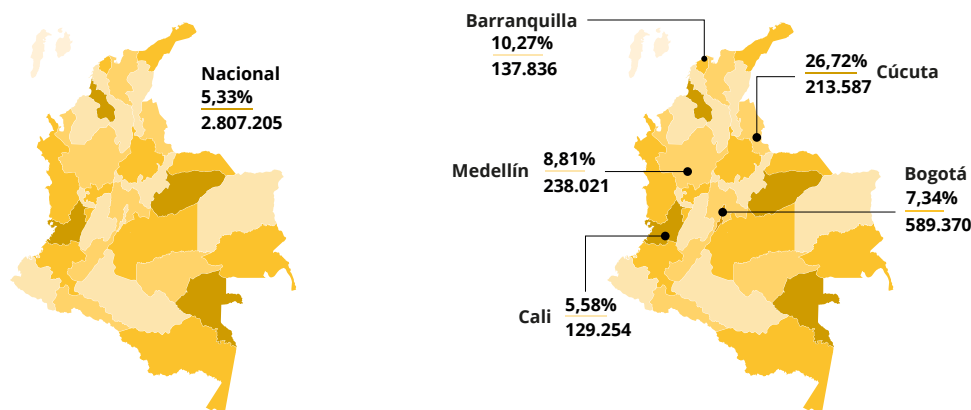 Nacional
5,33%
2.807.205
Barranquilla
10,27%
137.836
26,72%
Cúcuta
213.587
Medellín
8,81%
238.021
Bogotá
7,34%
589.370
Cali
5,58%
129.254